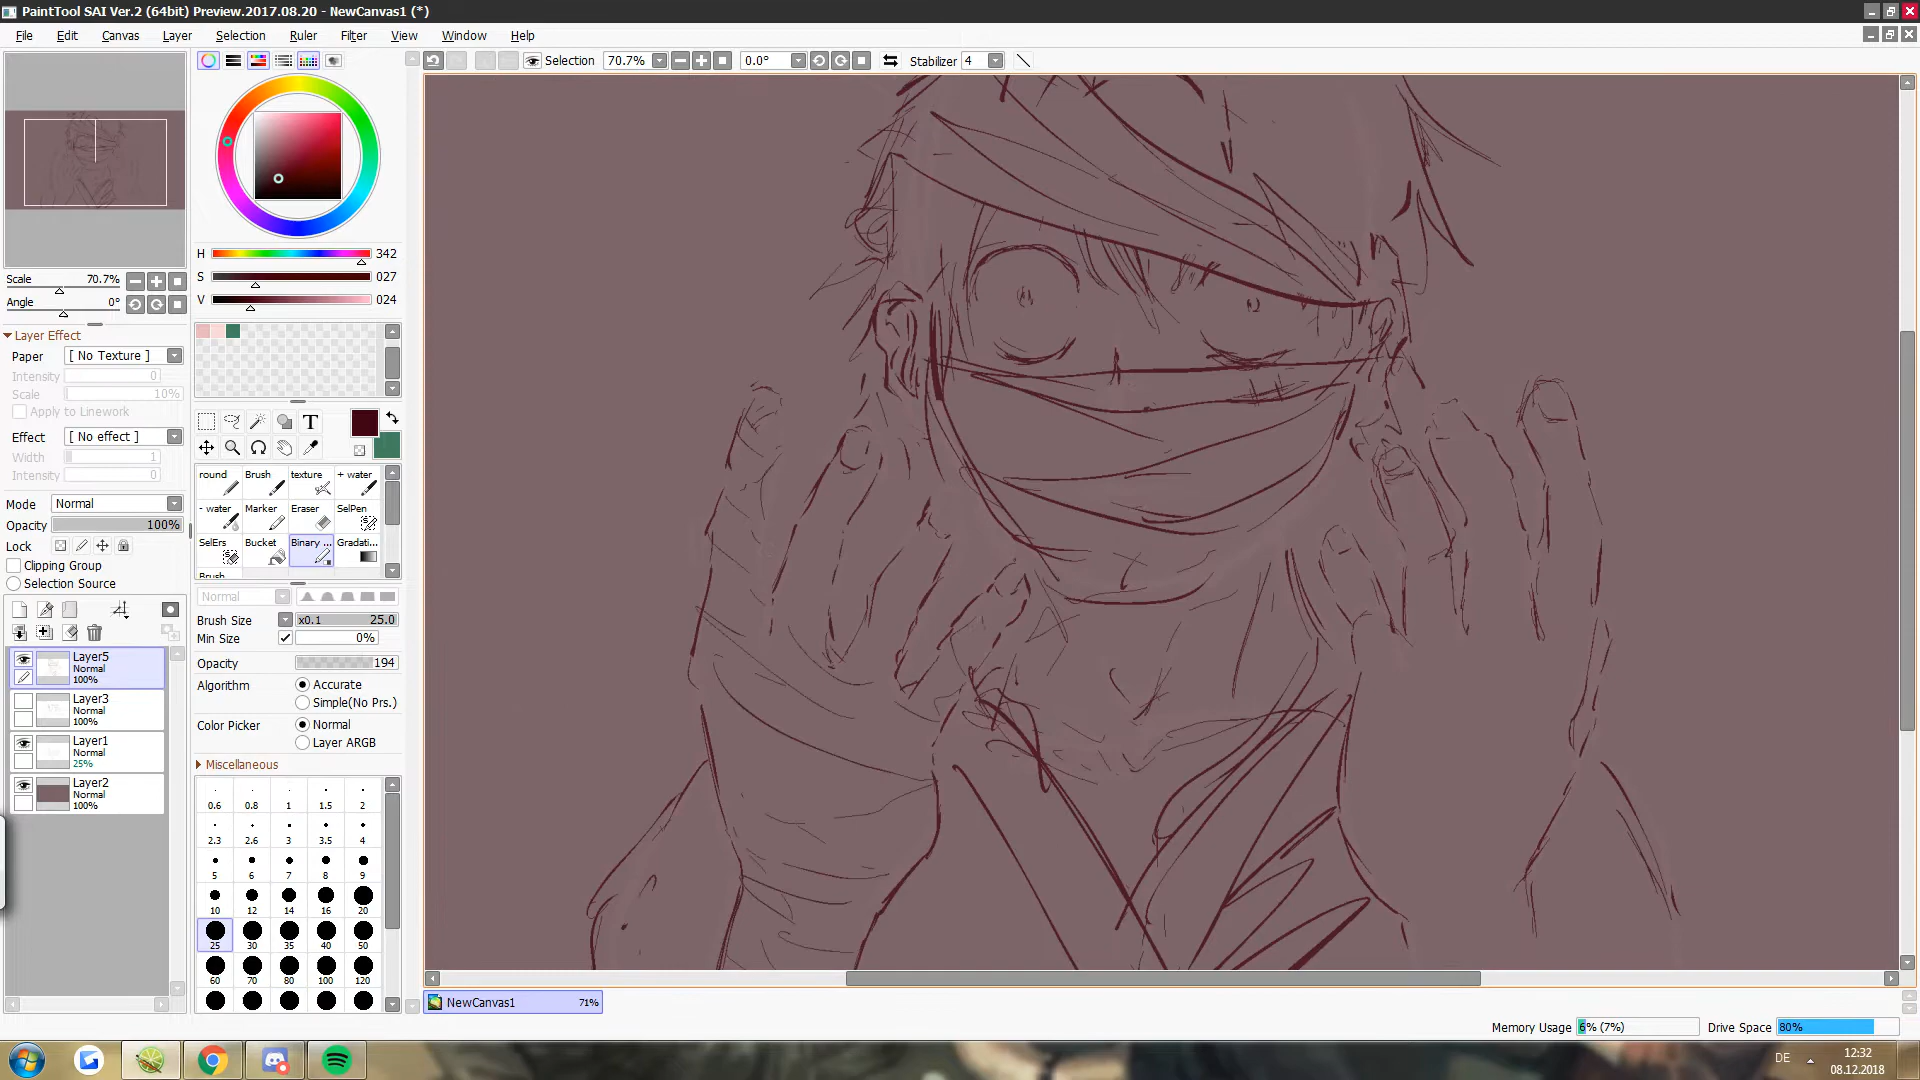 PaintTool SAI Ver.2 (64bit) Preview.2017.08.20 - NewCanvas1 (*)
File Edit Canvas Layer Selection Ruler Filter View Window Help
Selection 70.7% 0.0° Stabilizer 4
Scale 70.7%
Angle 0°
Layer Effect
Paper [ No Texture ]
Intensity 0
Scale 10%
Apply to Linework
Effect [ No effect ]
Width 1
Intensity 0
Mode Normal
Opacity 100%
Lock
Clipping Group
Selection Source
Layer5
Normal
100%
Layer3
Normal
100%
Layer1
Normal
25%
Layer2
Normal
100%
H 342
S 027
V 024
T
round Brush texture + water
- water Marker Eraser SelPen
SelErs Bucket Binary ... Gradati...
Brush
Normal
Brush Size x0.1 25.0
Min Size 0%
Opacity 194
Algorithm Accurate
Simple(No Prs.)
Color Picker Normal
Layer ARGB
Miscellaneous
0.6 0.8 1 1.5 2
2.3 2.6 3 3.5 4
5 6 7 8 9
10 12 14 16 20
25 30 35 40 50
60 70 80 100 120
NewCanvas1 71%
Memory Usage 6% (7%) Drive Space 80%
DE 12:32
08.12.2018